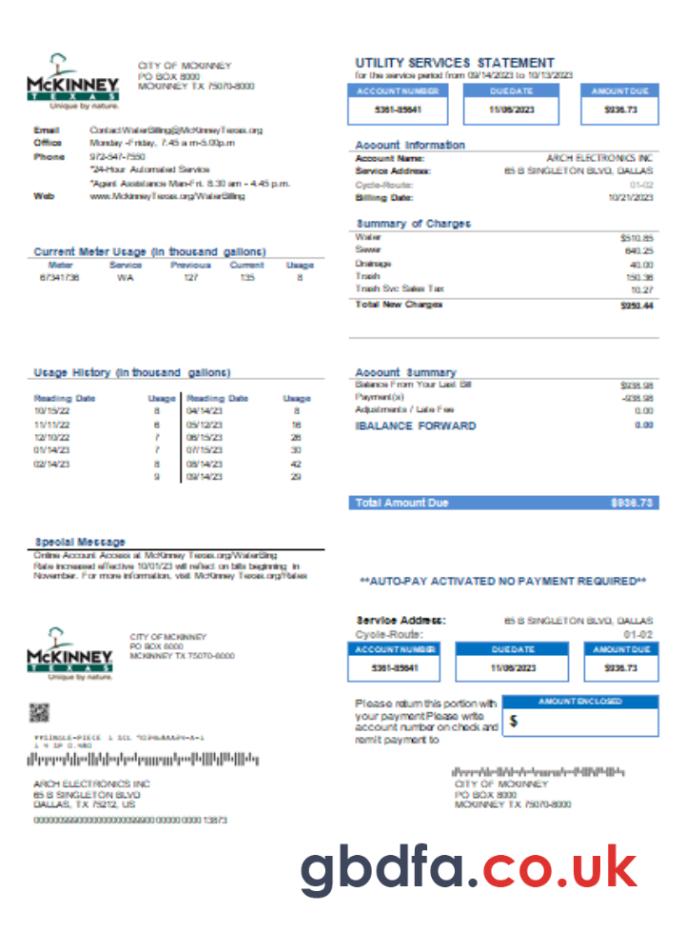 McKINNEY
TEXAS
Unique by nature.
CITY OF MCKINNEY
PO BOX 8000
MCKINNEY TX 75070-8000
Email ContactWaterBilling@McKinneyTexas.org
Office Monday -Friday, 7.45 a m-5.00p.m
Phone 972-547-7550
*24-Hour Automated Service
*Agent Assistance Man-Fri. 8.30 am - 4.45 p.m.
Web www.McKinneyTexas.org/WaterBilling
Current Meter Usage (in thousand gallons)
Meter Service Previous Current Usage
67341736 WA 127 135 8
Usage History (in thousand gallons)
Reading Date Usage Reading Date Usage
10/15/22 8 04/14/23 8
11/11/22 6 05/12/23 16
12/10/22 7 06/15/23 26
01/14/23 7 07/15/23 30
02/14/23 8 08/14/23 42
9 09/14/23 29
Special Message
Online Account Access at McKinney Texas.org/WaterBling
Rate increased effective 10/01/23 will reflect on bills beginning in
November. For more information, visit McKinney Texas.org/Rates
UTILITY SERVICES STATEMENT
for the service period from 09/14/2023 to 10/13/2023
ACCOUNT NUMBER DUE DATE AMOUNT DUE
5361-85641 11/06/2023 $936.73
Account Information
Account Name: ARCH ELECTRONICS INC
Service Address: 65 B SINGLETON BLVD, DALLAS
Cycle-Route: 01-02
Billing Date: 10/21/2023
Summary of Charges
Water $510.85
Sewer 640.25
Drainage 40.00
Trash 150.36
Trash Svc Sales Tax 10.27
Total New Charges $950.44
Account Summary
Balance From Your Last Bill $938.98
Payment(s) -938.98
Adjustments / Late Fee 0.00
IBALANCE FORWARD 0.00
Total Amount Due $936.73
**AUTO-PAY ACTIVATED NO PAYMENT REQUIRED**
McKINNEY
TEXAS
Unique by nature.
CITY OF MCKINNEY
PO BOX 8000
MCKINNEY TX 75070-8000
Service Address: 65 B SINGLETON BLVD, DALLAS
Cycle-Route: 01-02
ACCOUNT NUMBER DUE DATE AMOUNT DUE
5361-85641 11/06/2023 $936.73
Please return this portion with
your payment Please write
account number on check and
remit payment to
AMOUNT ENCLOSED
$
ARCH ELECTRONICS INC
65 B SINGLETON BLVD
DALLAS, TX 75212, US
CITY OF MCKINNEY
PO BOX 8000
MCKINNEY TX 75070-8000
gbdfa.co.uk